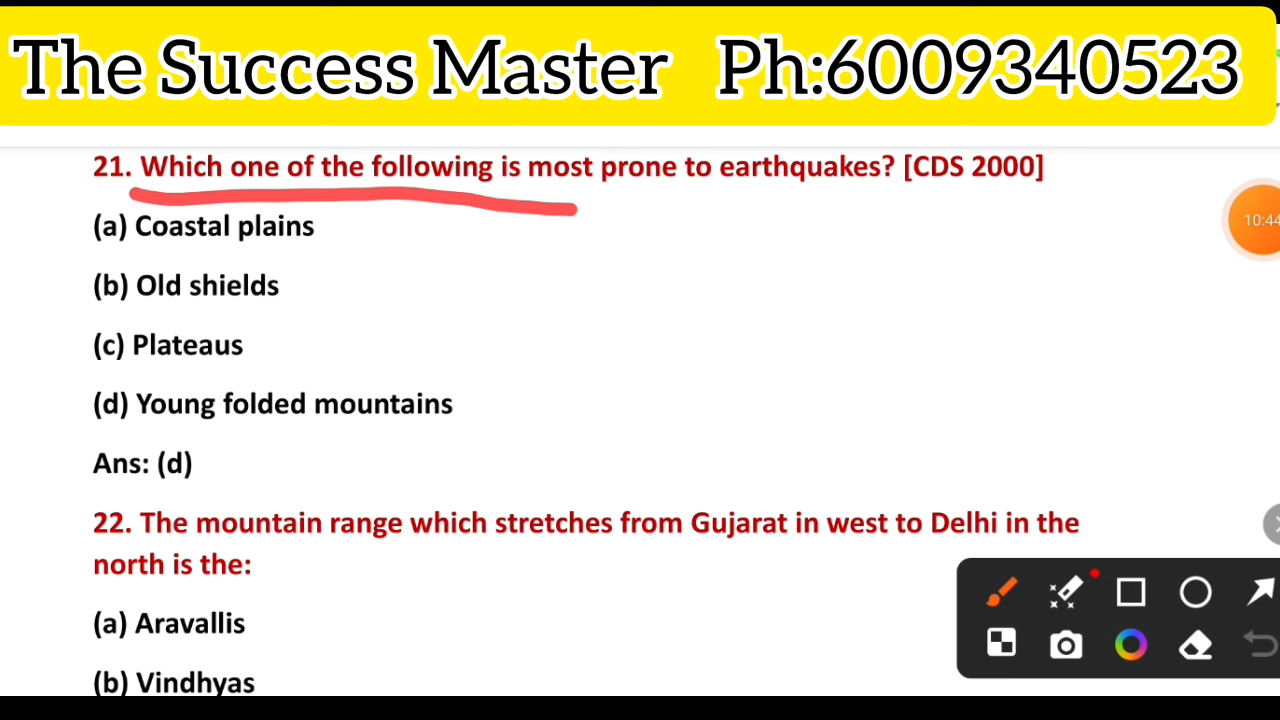 The Success Master Ph:6009340523
21. Which one of the following is most prone to earthquakes? [CDS 2000]
(a) Coastal plains
10:44
(b) Old shields
(c) Plateaus
(d) Young folded mountains
Ans: (d)
22. The mountain range which stretches from Gujarat in west to Delhi in the
north is the:
(a) Aravallis
(b) Vindhyas